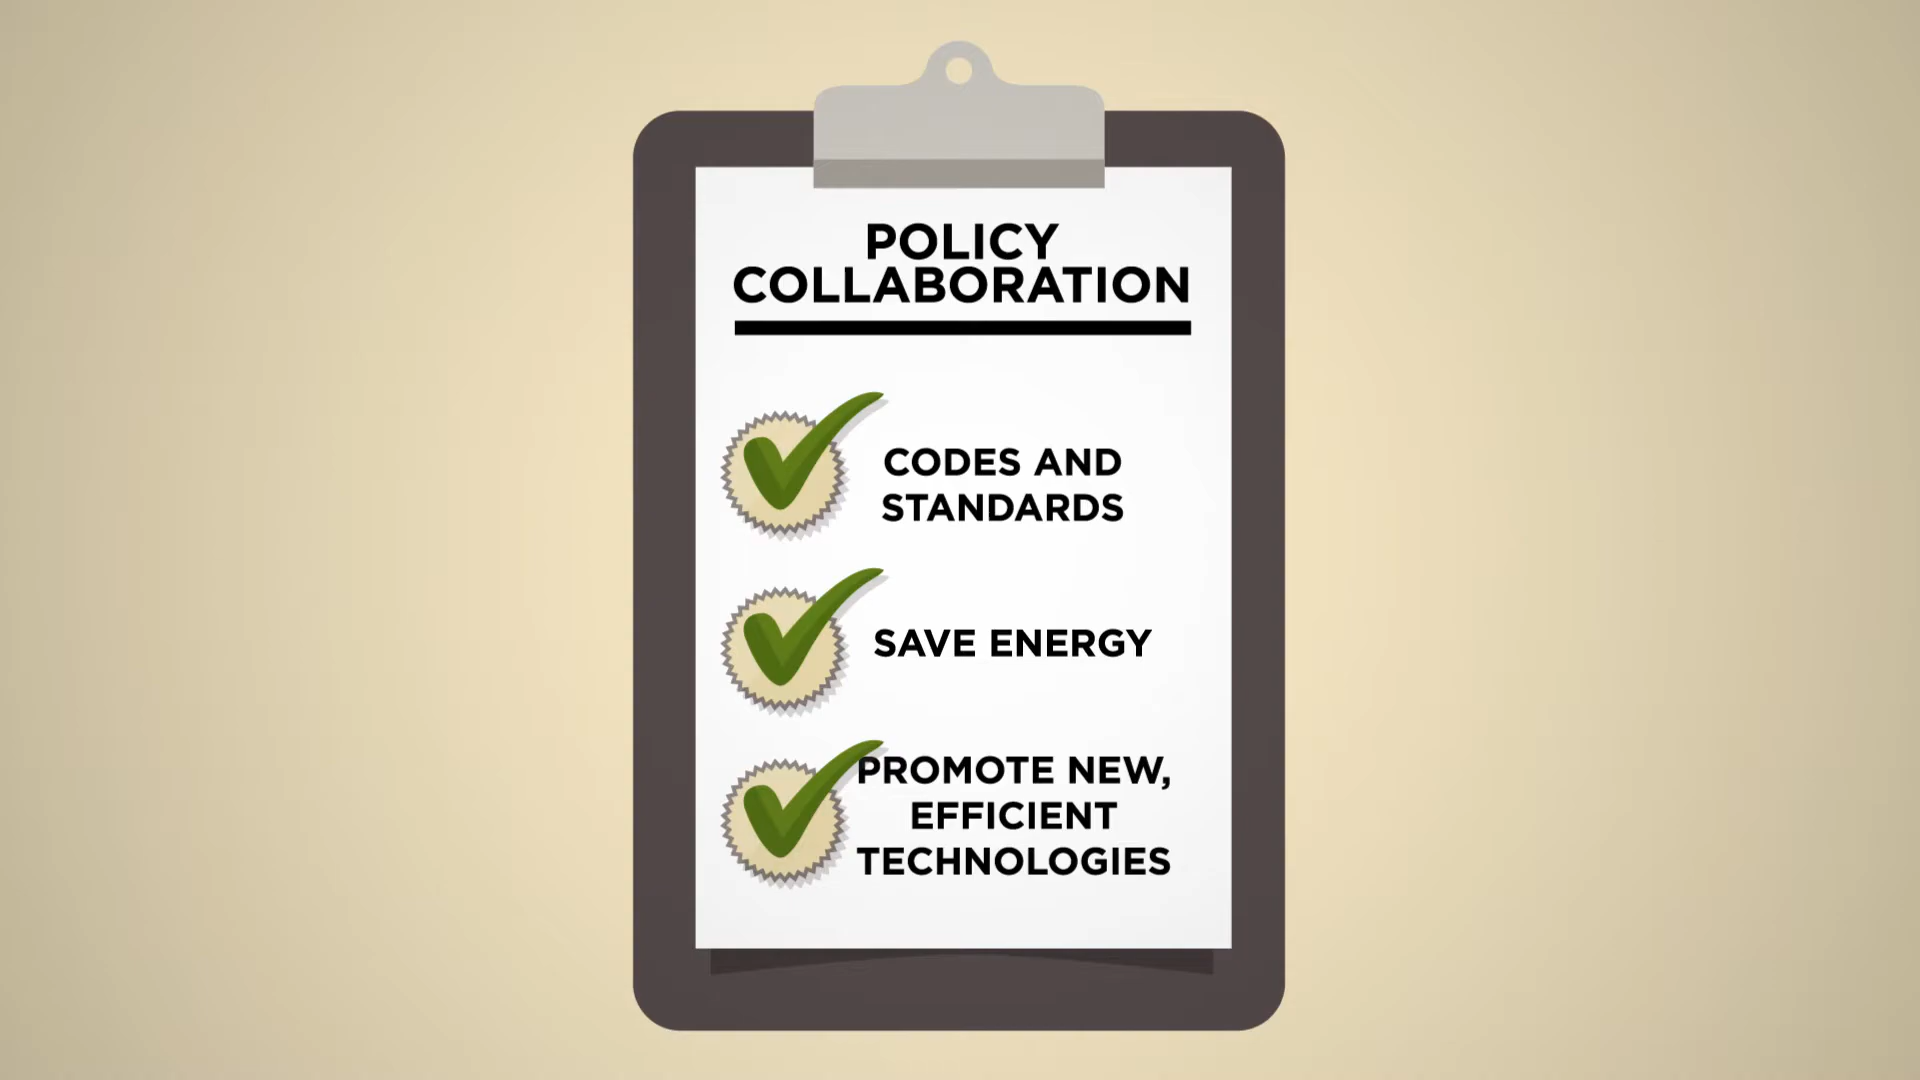 POLICY
COLLABORATION
CODES AND
STANDARDS
SAVE ENERGY
PROMOTE NEW,
EFFICIENT
TECHNOLOGIES